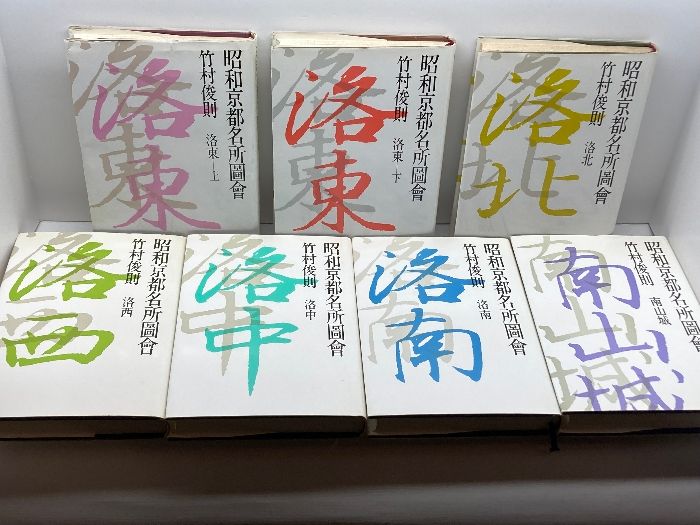 昭和京都名所圖會
竹村俊則
洛東―上
洛東
昭和京都名所圖會
竹村俊則
洛東―下
洛東
昭和京都名所圖會
竹村俊則
洛北
洛北
昭和京都名所圖會
竹村俊則
洛西
洛西
昭和京都名所圖會
竹村俊則
洛中
洛中
昭和京都名所圖會
竹村俊則
洛南
洛南
昭和京都名所圖會
竹村俊則
南山城
南山城